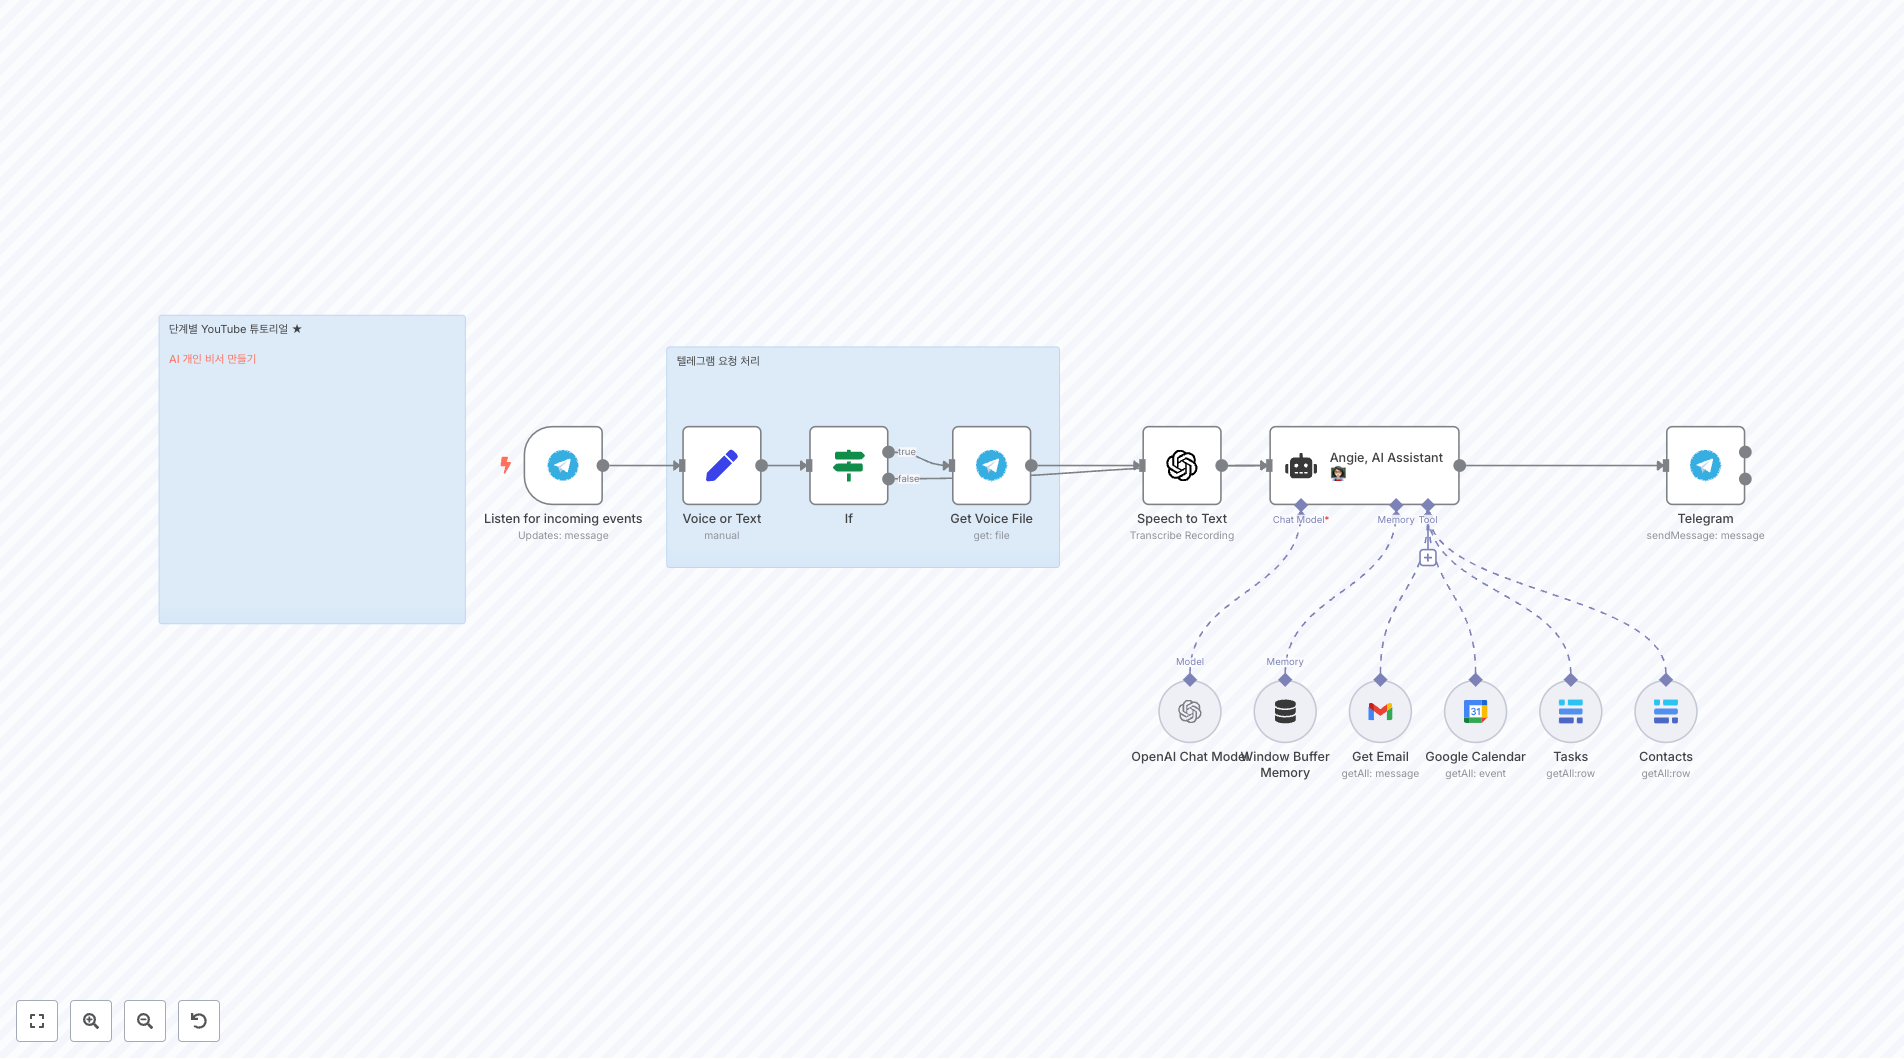 단계별 YouTube 튜토리얼 ★
AI 개인 비서 만들기
텔레그램 요청 처리
Listen for incoming events
Updates: message
Voice or Text
manual
If
true
false
Get Voice File
get: file
Speech to Text
Transcribe Recording
Angie, AI Assistant
👩🏻‍🏫
Chat Model*
Memory
Tool
Telegram
sendMessage: message
Model
OpenAI Chat Model
Memory
Window Buffer
Memory
Get Email
getAll: message
31
Google Calendar
getAll: event
Tasks
getAll:row
Contacts
getAll:row